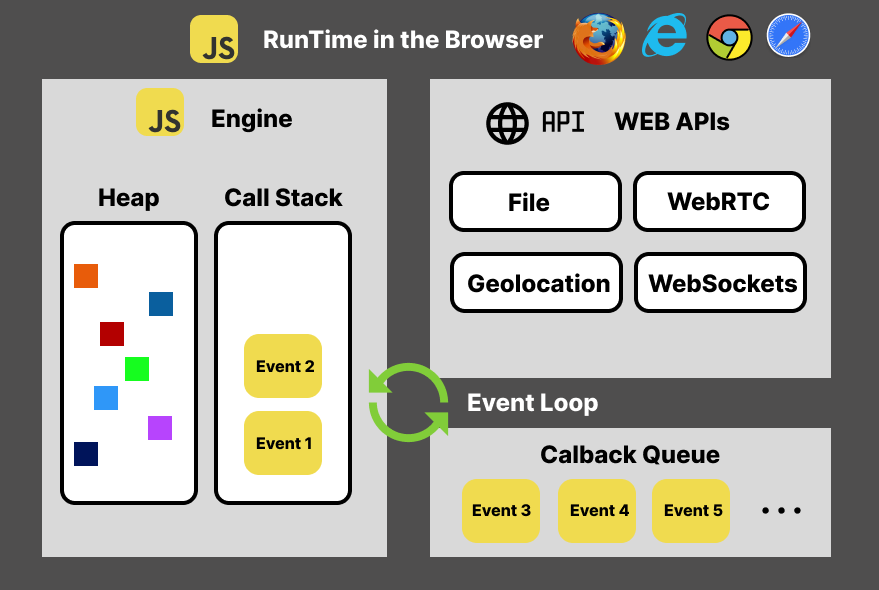 JS RunTime in the Browser
JS Engine
Heap
Call Stack
Event 2
Event 1
API WEB APIs
File
WebRTC
Geolocation
WebSockets
Event Loop
Calback Queue
Event 3
Event 4
Event 5
...